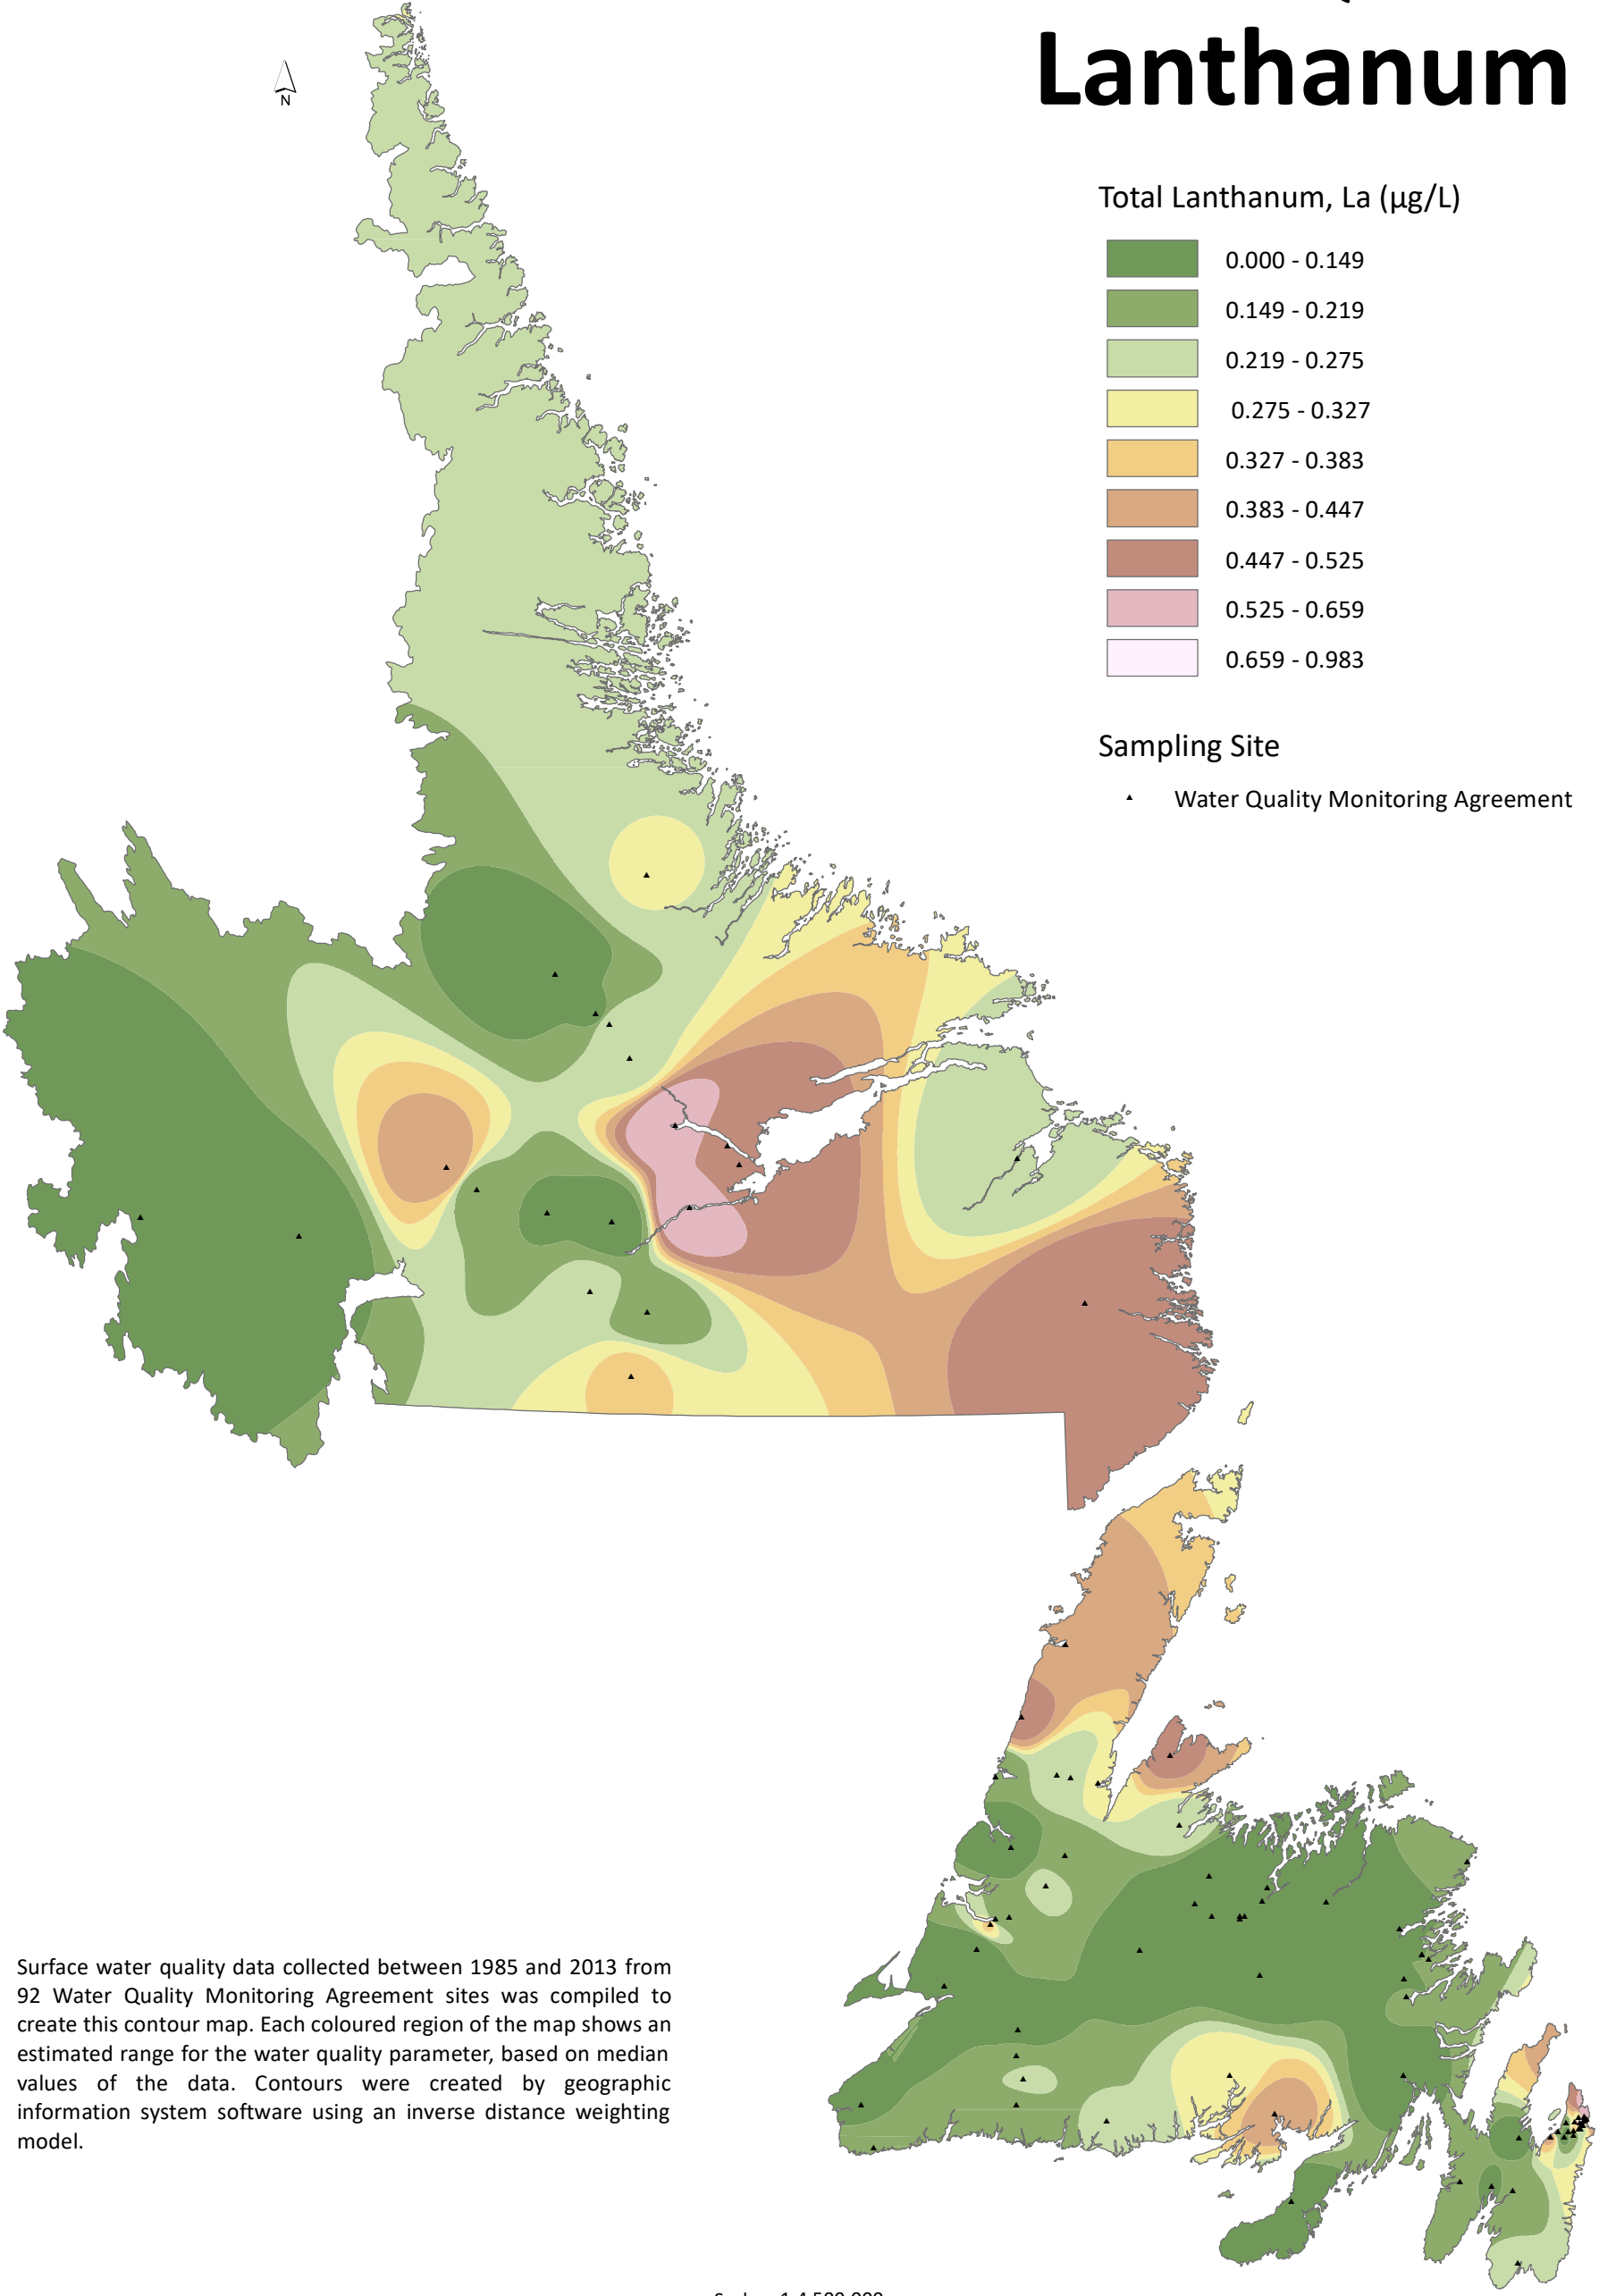 Lanthanum
N
Total Lanthanum, La (µg/L)
0.000 - 0.149
0.149 - 0.219
0.219 - 0.275
0.275 - 0.327
0.327 - 0.383
0.383 - 0.447
0.447 - 0.525
0.525 - 0.659
0.659 - 0.983
Sampling Site
Water Quality Monitoring Agreement
Surface water quality data collected between 1985 and 2013 from
92 Water Quality Monitoring Agreement sites was compiled to
create this contour map. Each coloured region of the map shows an
estimated range for the water quality parameter, based on median
values of the data. Contours were created by geographic
information system software using an inverse distance weighting
model.